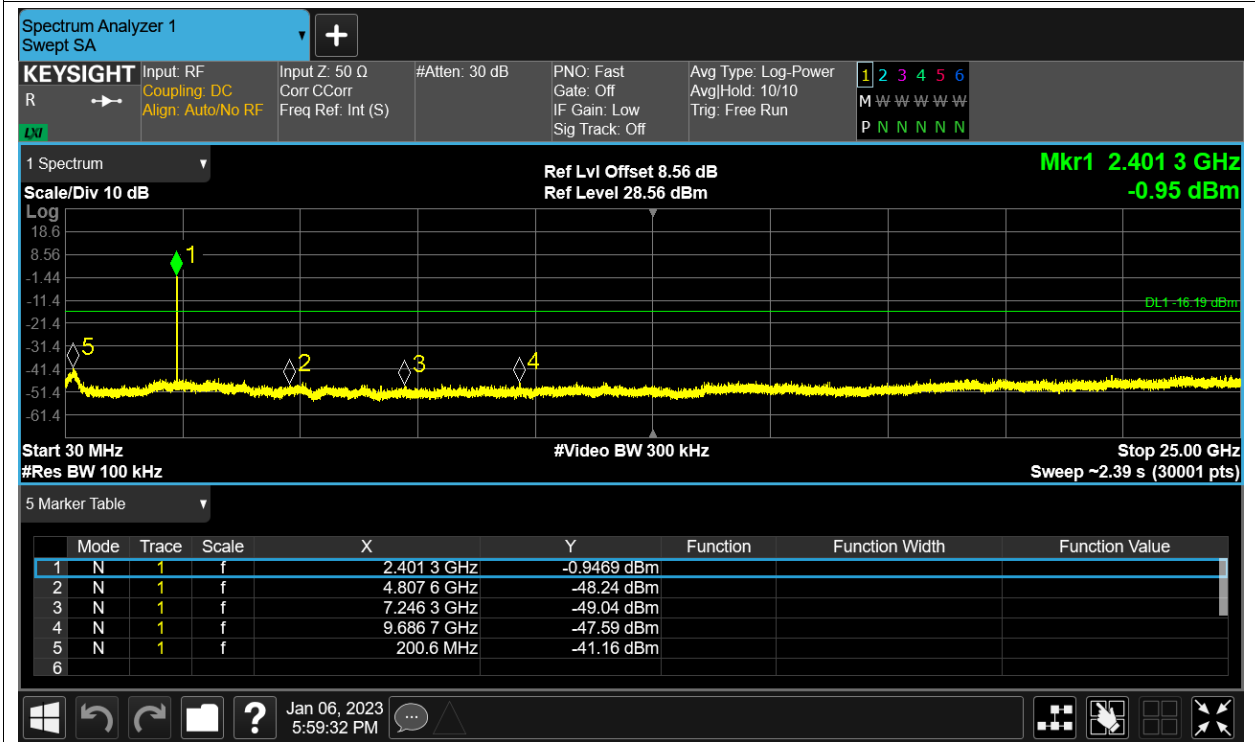 Spectrum Analyzer 1
Swept SA
+
KEYSIGHT Input: RF Input Z: 50 Ω #Atten: 30 dB PNO: Fast Avg Type: Log-Power 1 2 3 4 5 6
R Coupling: DC Corr CCorr Gate: Off Avg|Hold: 10/10 M W W W W W
Align: Auto/No RF Freq Ref: Int (S) IF Gain: Low Trig: Free Run
LXI Sig Track: Off P N N N N N
1 Spectrum Ref Lvl Offset 8.56 dB Mkr1 2.401 3 GHz
Scale/Div 10 dB Ref Level 28.56 dBm -0.95 dBm
Log
18.6
8.56 1
-1.44
-11.4 DL1 -16.19 dBm
-21.4
-31.4 5
-41.4 2 3 4
-51.4
-61.4
Start 30 MHz #Video BW 300 kHz Stop 25.00 GHz
#Res BW 100 kHz Sweep ~2.39 s (30001 pts)
5 Marker Table
Mode Trace Scale X Y Function Function Width Function Value
1 N 1 f 2.401 3 GHz -0.9469 dBm
2 N 1 f 4.807 6 GHz -48.24 dBm
3 N 1 f 7.246 3 GHz -49.04 dBm
4 N 1 f 9.686 7 GHz -47.59 dBm
5 N 1 f 200.6 MHz -41.16 dBm
6
? Jan 06, 2023
5:59:32 PM